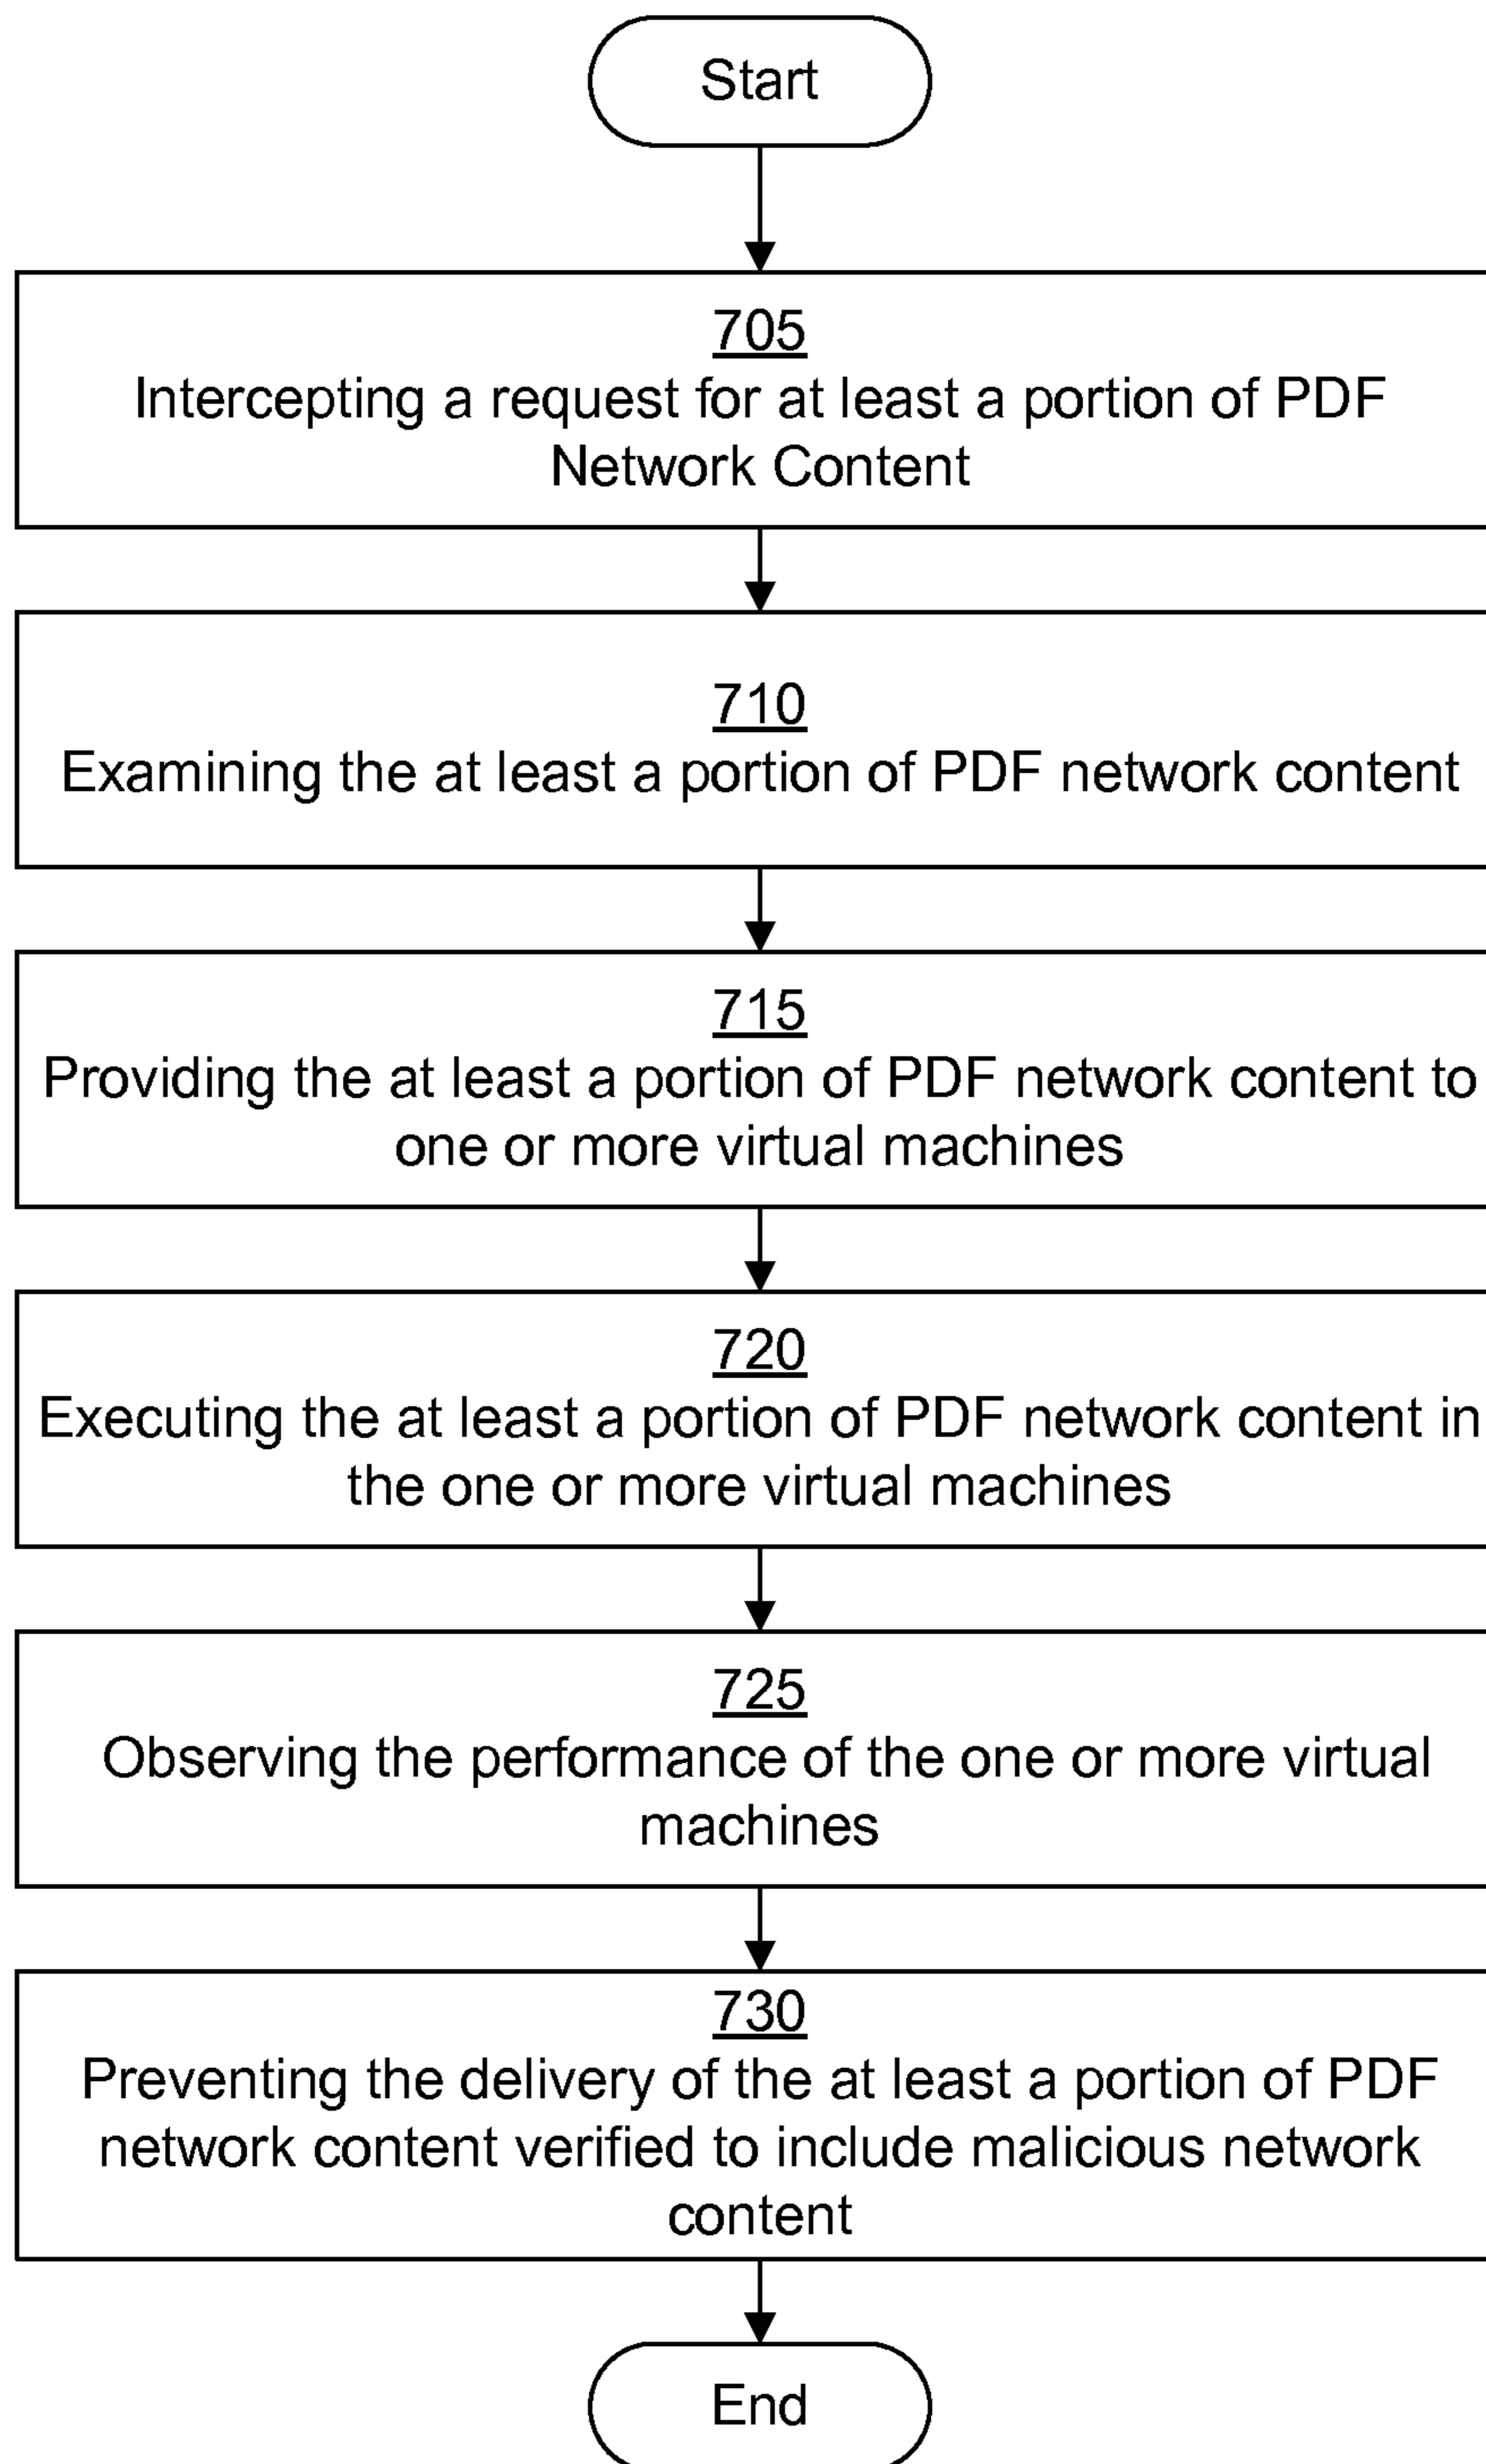 Start
705
Intercepting a request for at least a portion of PDF
Network Content
710
Examining the at least a portion of PDF network content
715
Providing the at least a portion of PDF network content to
one or more virtual machines
720
Executing the at least a portion of PDF network content in
the one or more virtual machines
725
Observing the performance of the one or more virtual
machines
730
Preventing the delivery of the at least a portion of PDF
network content verified to include malicious network
content
End